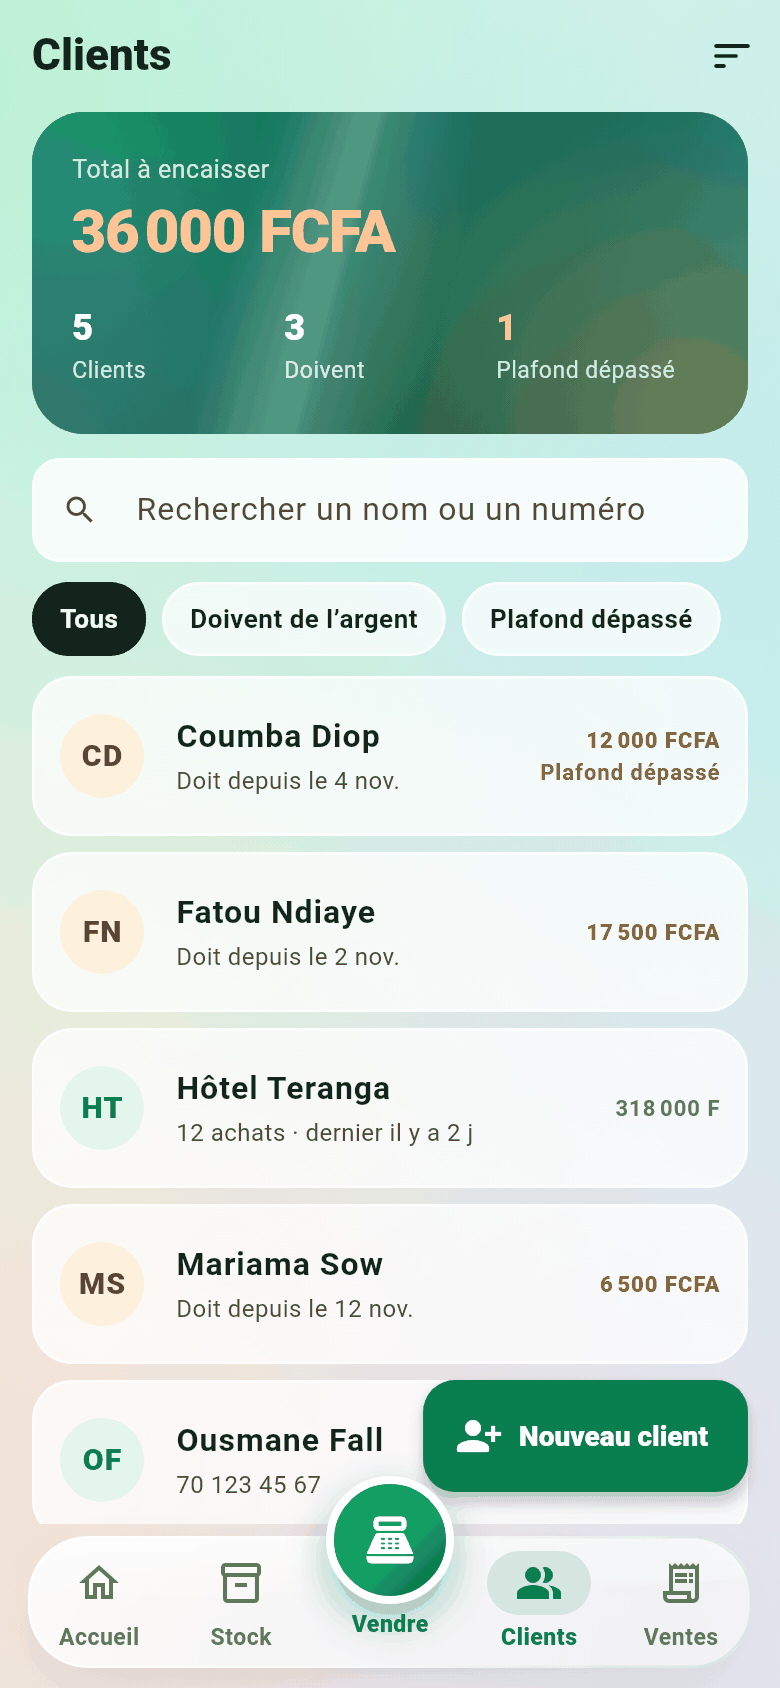 Clients
Total à encaisser
36 000 FCFA
5
Clients
3
Doivent
1
Plafond dépassé
Rechercher un nom ou un numéro
Tous
Doivent de l’argent
Plafond dépassé
CD
Coumba Diop
Doit depuis le 4 nov.
12 000 FCFA
Plafond dépassé
FN
Fatou Ndiaye
Doit depuis le 2 nov.
17 500 FCFA
HT
Hôtel Teranga
12 achats · dernier il y a 2 j
318 000 F
MS
Mariama Sow
Doit depuis le 12 nov.
6 500 FCFA
OF
Ousmane Fall
70 123 45 67
Nouveau client
Accueil
Stock
Vendre
Clients
Ventes